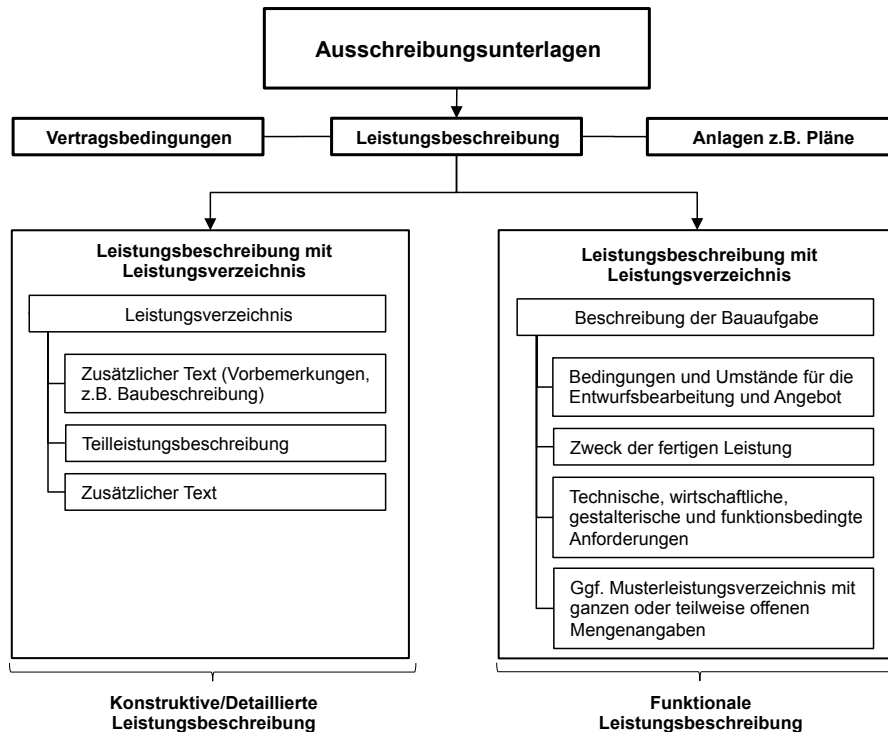 Ausschreibungsunterlagen
Vertragsbedingungen
Leistungsbeschreibung
Anlagen z.B. Pläne
Leistungsbeschreibung mit
Leistungsverzeichnis
Leistungsverzeichnis
Zusätzlicher Text (Vorbemerkungen,
z.B. Baubeschreibung)
Teilleistungsbeschreibung
Zusätzlicher Text
Konstruktive/Detaillierte
Leistungsbeschreibung
Leistungsbeschreibung mit
Leistungsverzeichnis
Beschreibung der Bauaufgabe
Bedingungen und Umstände für die
Entwurfsbearbeitung und Angebot
Zweck der fertigen Leistung
Technische, wirtschaftliche,
gestalterische und funktionsbedingte
Anforderungen
Ggf. Musterleistungsverzeichnis mit
ganzen oder teilweise offenen
Mengenangaben
Funktionale
Leistungsbeschreibung